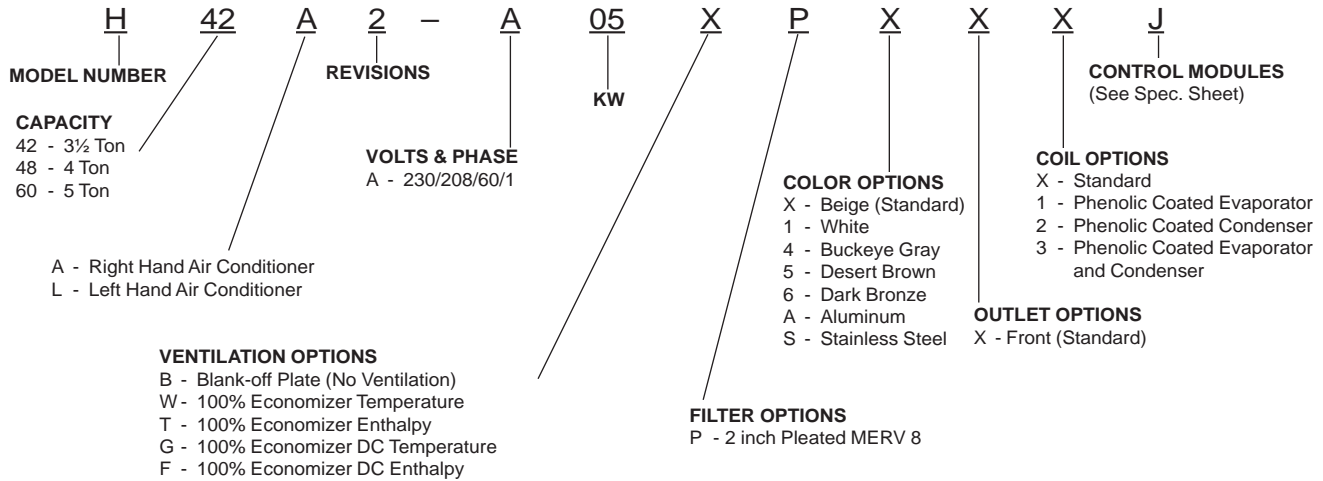 H 42 A 2 – A 05 X P X X X J
MODEL NUMBER
REVISIONS
KW
CONTROL MODULES
(See Spec. Sheet)
CAPACITY
42 - 3½ Ton
48 - 4 Ton
60 - 5 Ton
VOLTS & PHASE
A - 230/208/60/1
COLOR OPTIONS
X - Beige (Standard)
1 - White
4 - Buckeye Gray
5 - Desert Brown
6 - Dark Bronze
A - Aluminum
S - Stainless Steel
COIL OPTIONS
X - Standard
1 - Phenolic Coated Evaporator
2 - Phenolic Coated Condenser
3 - Phenolic Coated Evaporator
and Condenser
A - Right Hand Air Conditioner
L - Left Hand Air Conditioner
OUTLET OPTIONS
X - Front (Standard)
VENTILATION OPTIONS
B - Blank-off Plate (No Ventilation)
W - 100% Economizer Temperature
T - 100% Economizer Enthalpy
G - 100% Economizer DC Temperature
F - 100% Economizer DC Enthalpy
FILTER OPTIONS
P - 2 inch Pleated MERV 8